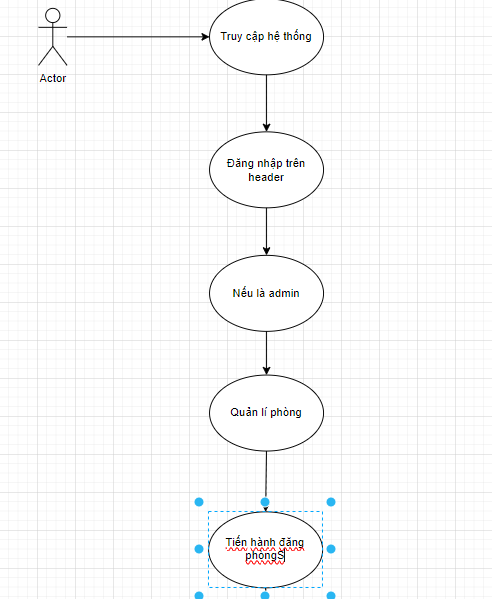 Truy cập hệ thống
Actor
Đăng nhập trên
header
Nếu là admin
Quản lí phòng
Tiến hành đăng
phòngS